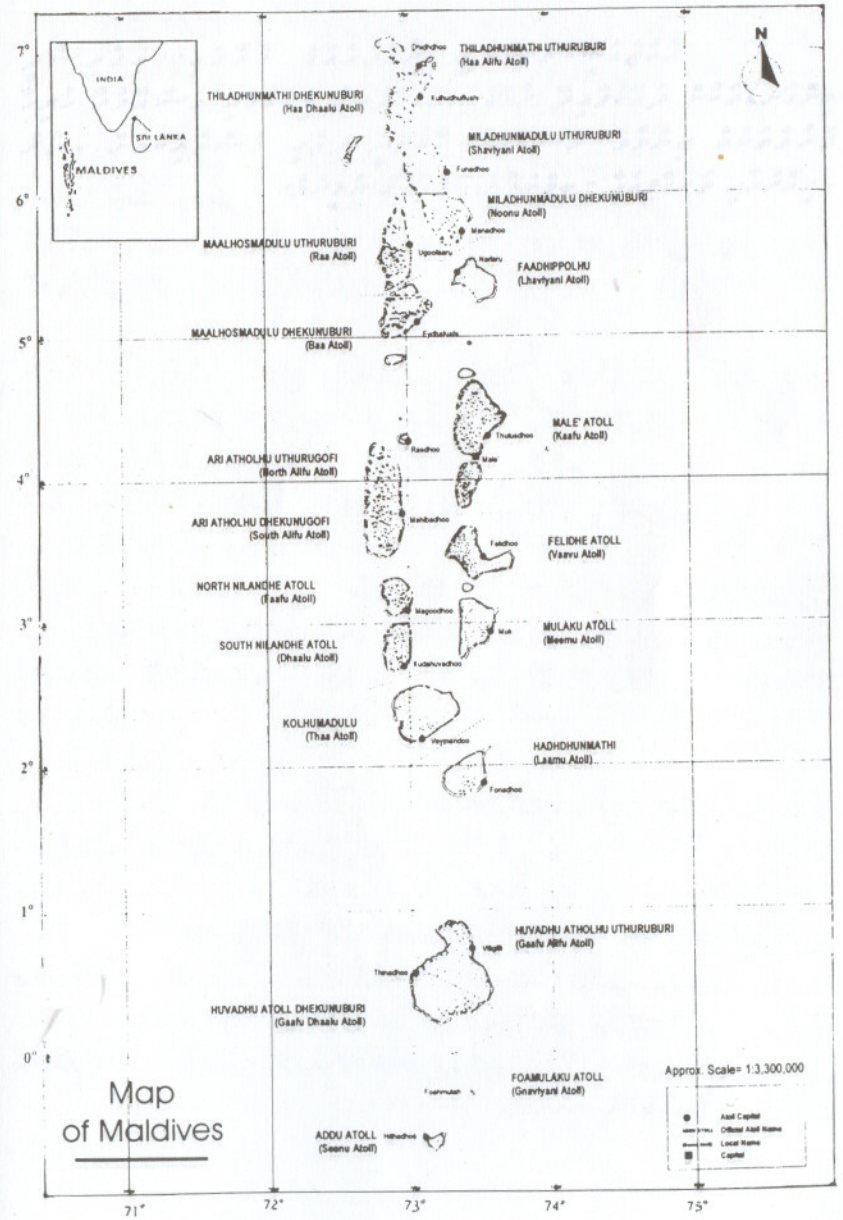 N
7°
INDIA
SRI LANKA
MALDIVES
Dhidhdhoo
THILADHUNMATHI UTHURUBURI
(Haa Alifu Atoll)
THILADHUNMATHI DHEKUNUBURI
(Haa Dhaalu Atoll)
MILADHUNMADULU UTHURUBURI
(Shaviyani Atoll)
Funadhoo
6°
MILADHUNMADULU DHEKUNUBURI
(Noonu Atoll)
Manadhoo
MAALHOSMADULU UTHURUBURI
(Raa Atoll)
Ugoofaaru
Naifaru
FAADHIPPOLHU
(Lhaviyani Atoll)
5°
MAALHOSMADULU DHEKUNUBURI
(Baa Atoll)
Eydhafushi
MALE' ATOLL
(Kaafu Atoll)
Thulusdhoo
Rasdhoo
Male'
4°
ARI ATHOLHU UTHURUGOFI
(North Alifu Atoll)
ARI ATHOLHU DHEKUNUGOFI
(South Alifu Atoll)
Mahibadhoo
Felidhoo
FELIDHE ATOLL
(Vaavu Atoll)
NORTH NILANDHE ATOLL
(Faafu Atoll)
Magoodhoo
3°
SOUTH NILANDHE ATOLL
(Dhaalu Atoll)
Kudahuvadhoo
Muli
MULAKU ATOLL
(Meemu Atoll)
KOLHUMADULU
(Thaa Atoll)
Veymandoo
HADHDHUNMATHI
(Laamu Atoll)
2°
Fonadhoo
1°
HUVADHU ATHOLHU UTHURUBURI
(Gaafu Alifu Atoll)
Viligili
Thinadhoo
HUVADHU ATOLL DHEKUNUBURI
(Gaafu Dhaalu Atoll)
0°
FOAMULAKU ATOLL
(Gnaviyani Atoll)
Approx. Scale= 1:3,300,000
Map
of Maldives
ADDU ATOLL
(Seenu Atoll)
Hithadhoo
Atoll Capital
Official Atoll Name
Local Name
Capital
71° 72° 73° 74° 75°